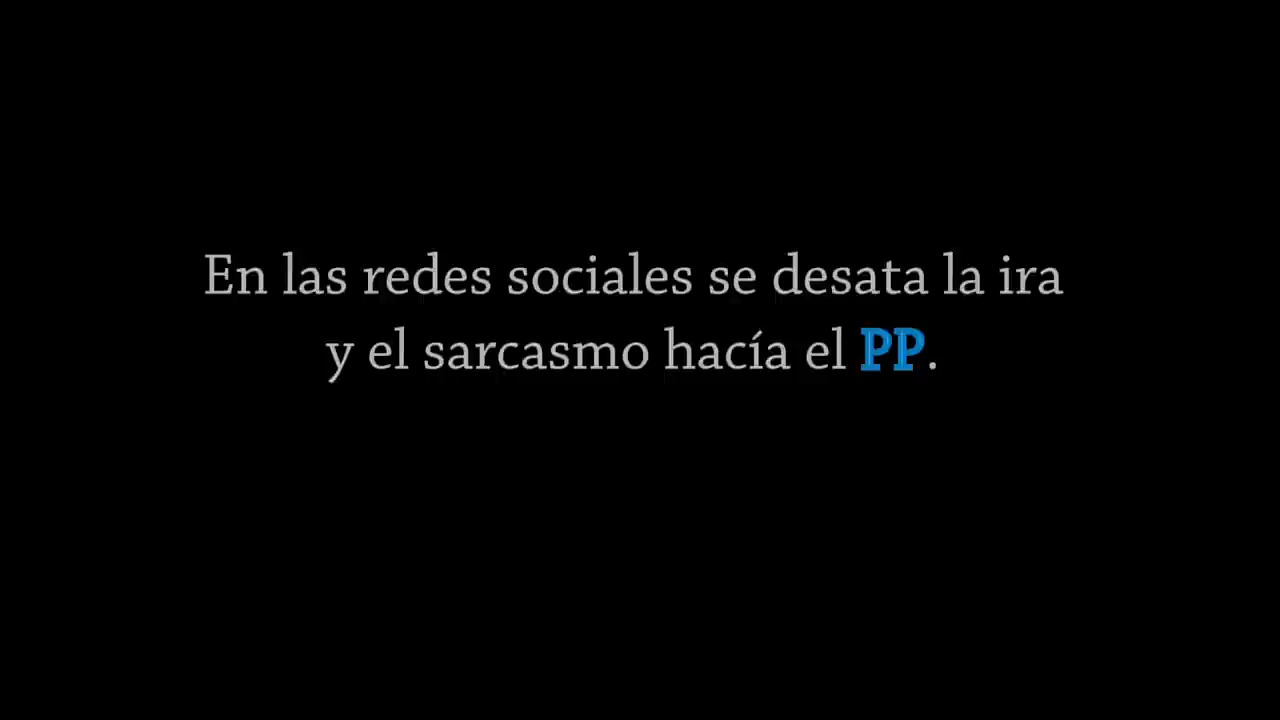 En las redes sociales se desata la ira
y el sarcasmo hacía el PP.